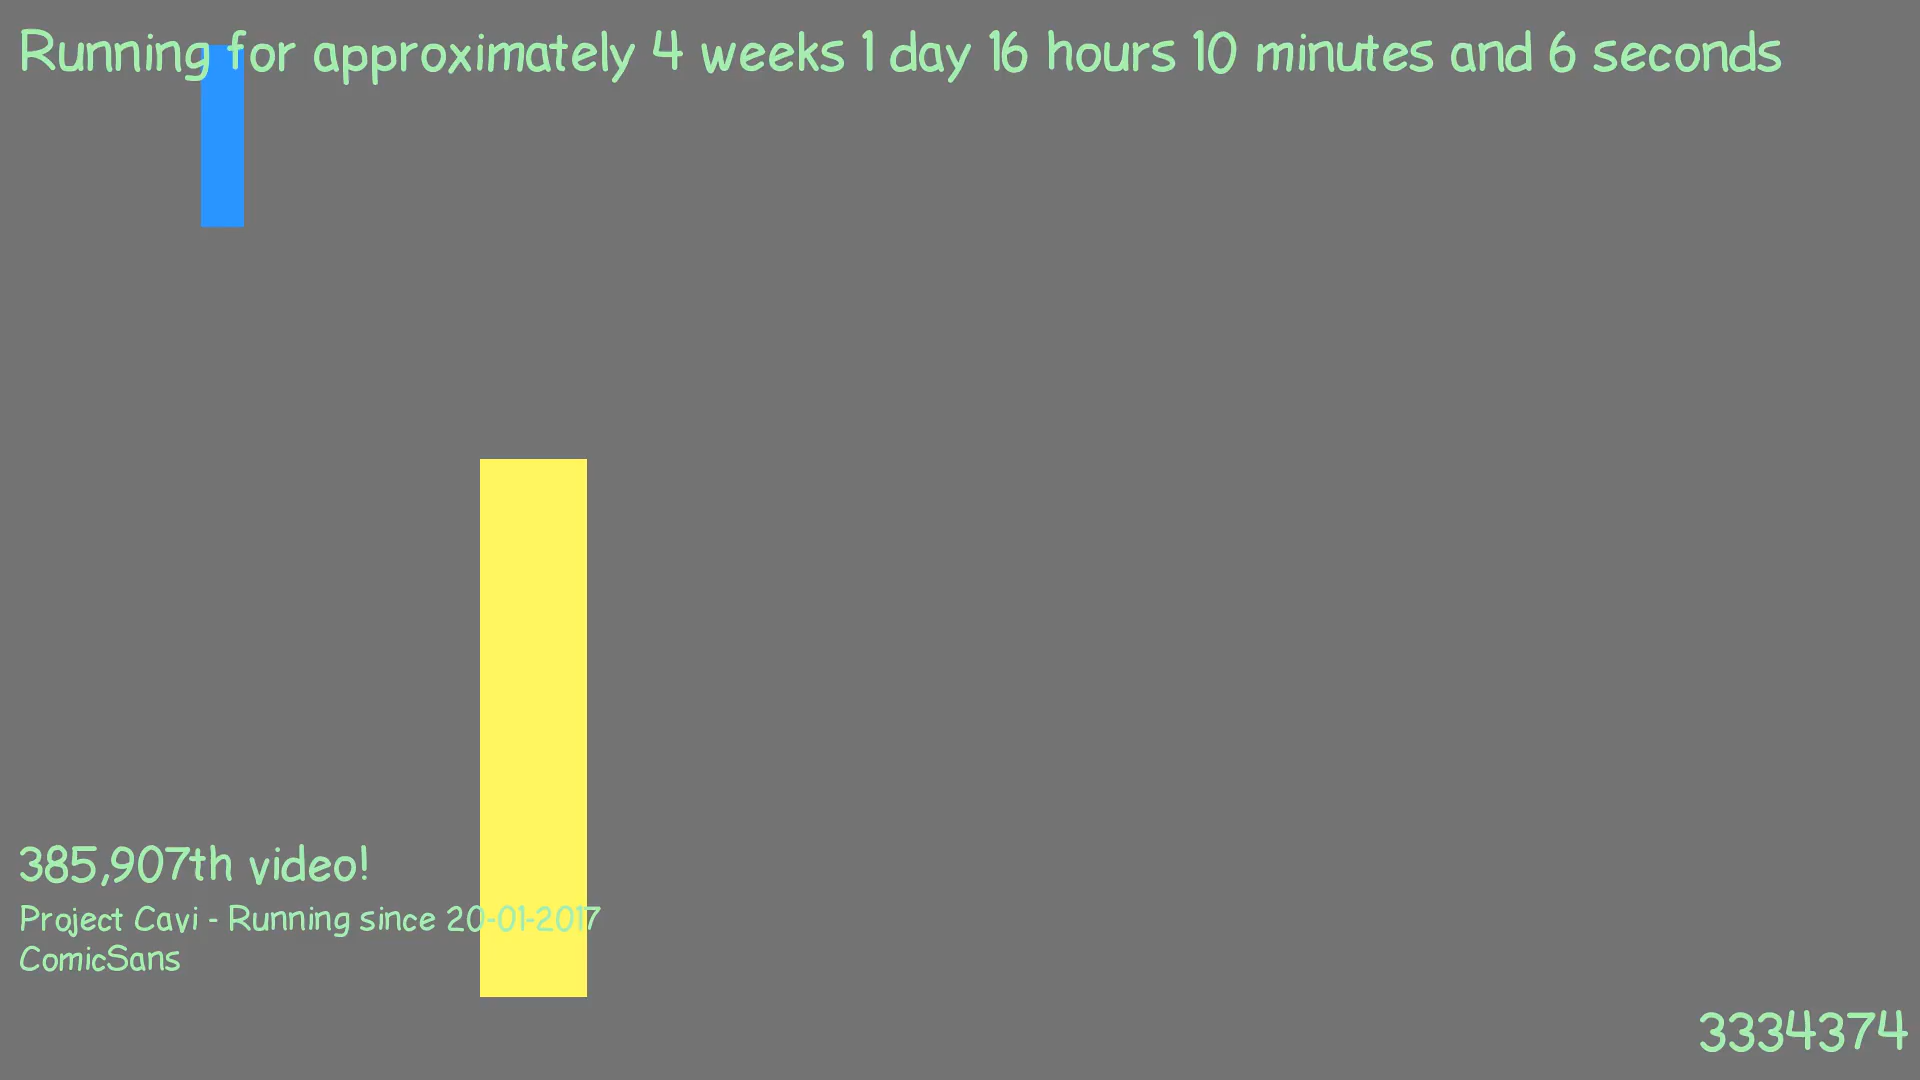 Running for approximately 4 weeks 1 day 16 hours 10 minutes and 6 seconds
385,907th video!
Project Cavi - Running since 20-01-2017
ComicSans
3334374